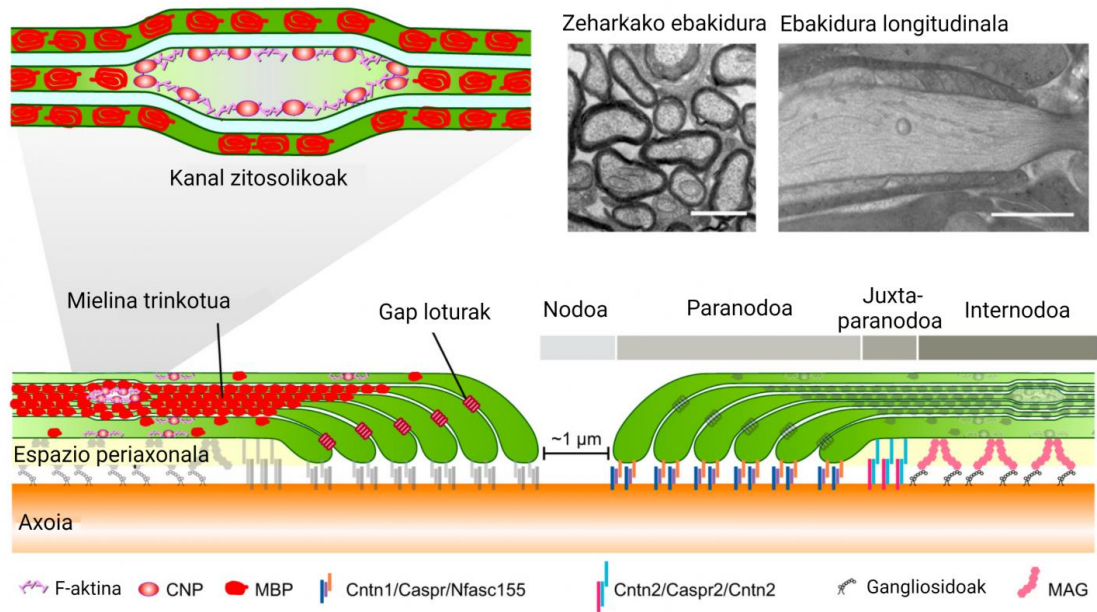 Zeharkako ebakidura
Ebakidura longitudinala
Kanal zitosolikoak
Mielina trinkotua
Gap loturak
Nodoa
Paranodoa
Juxta-
paranodoa
Internodoa
~1 µm
Espazio periaxonala
Axoia
F-aktina
CNP
MBP
Cntn1/Caspr/Nfasc155
Cntn2/Caspr2/Cntn2
Gangliosidoak
MAG